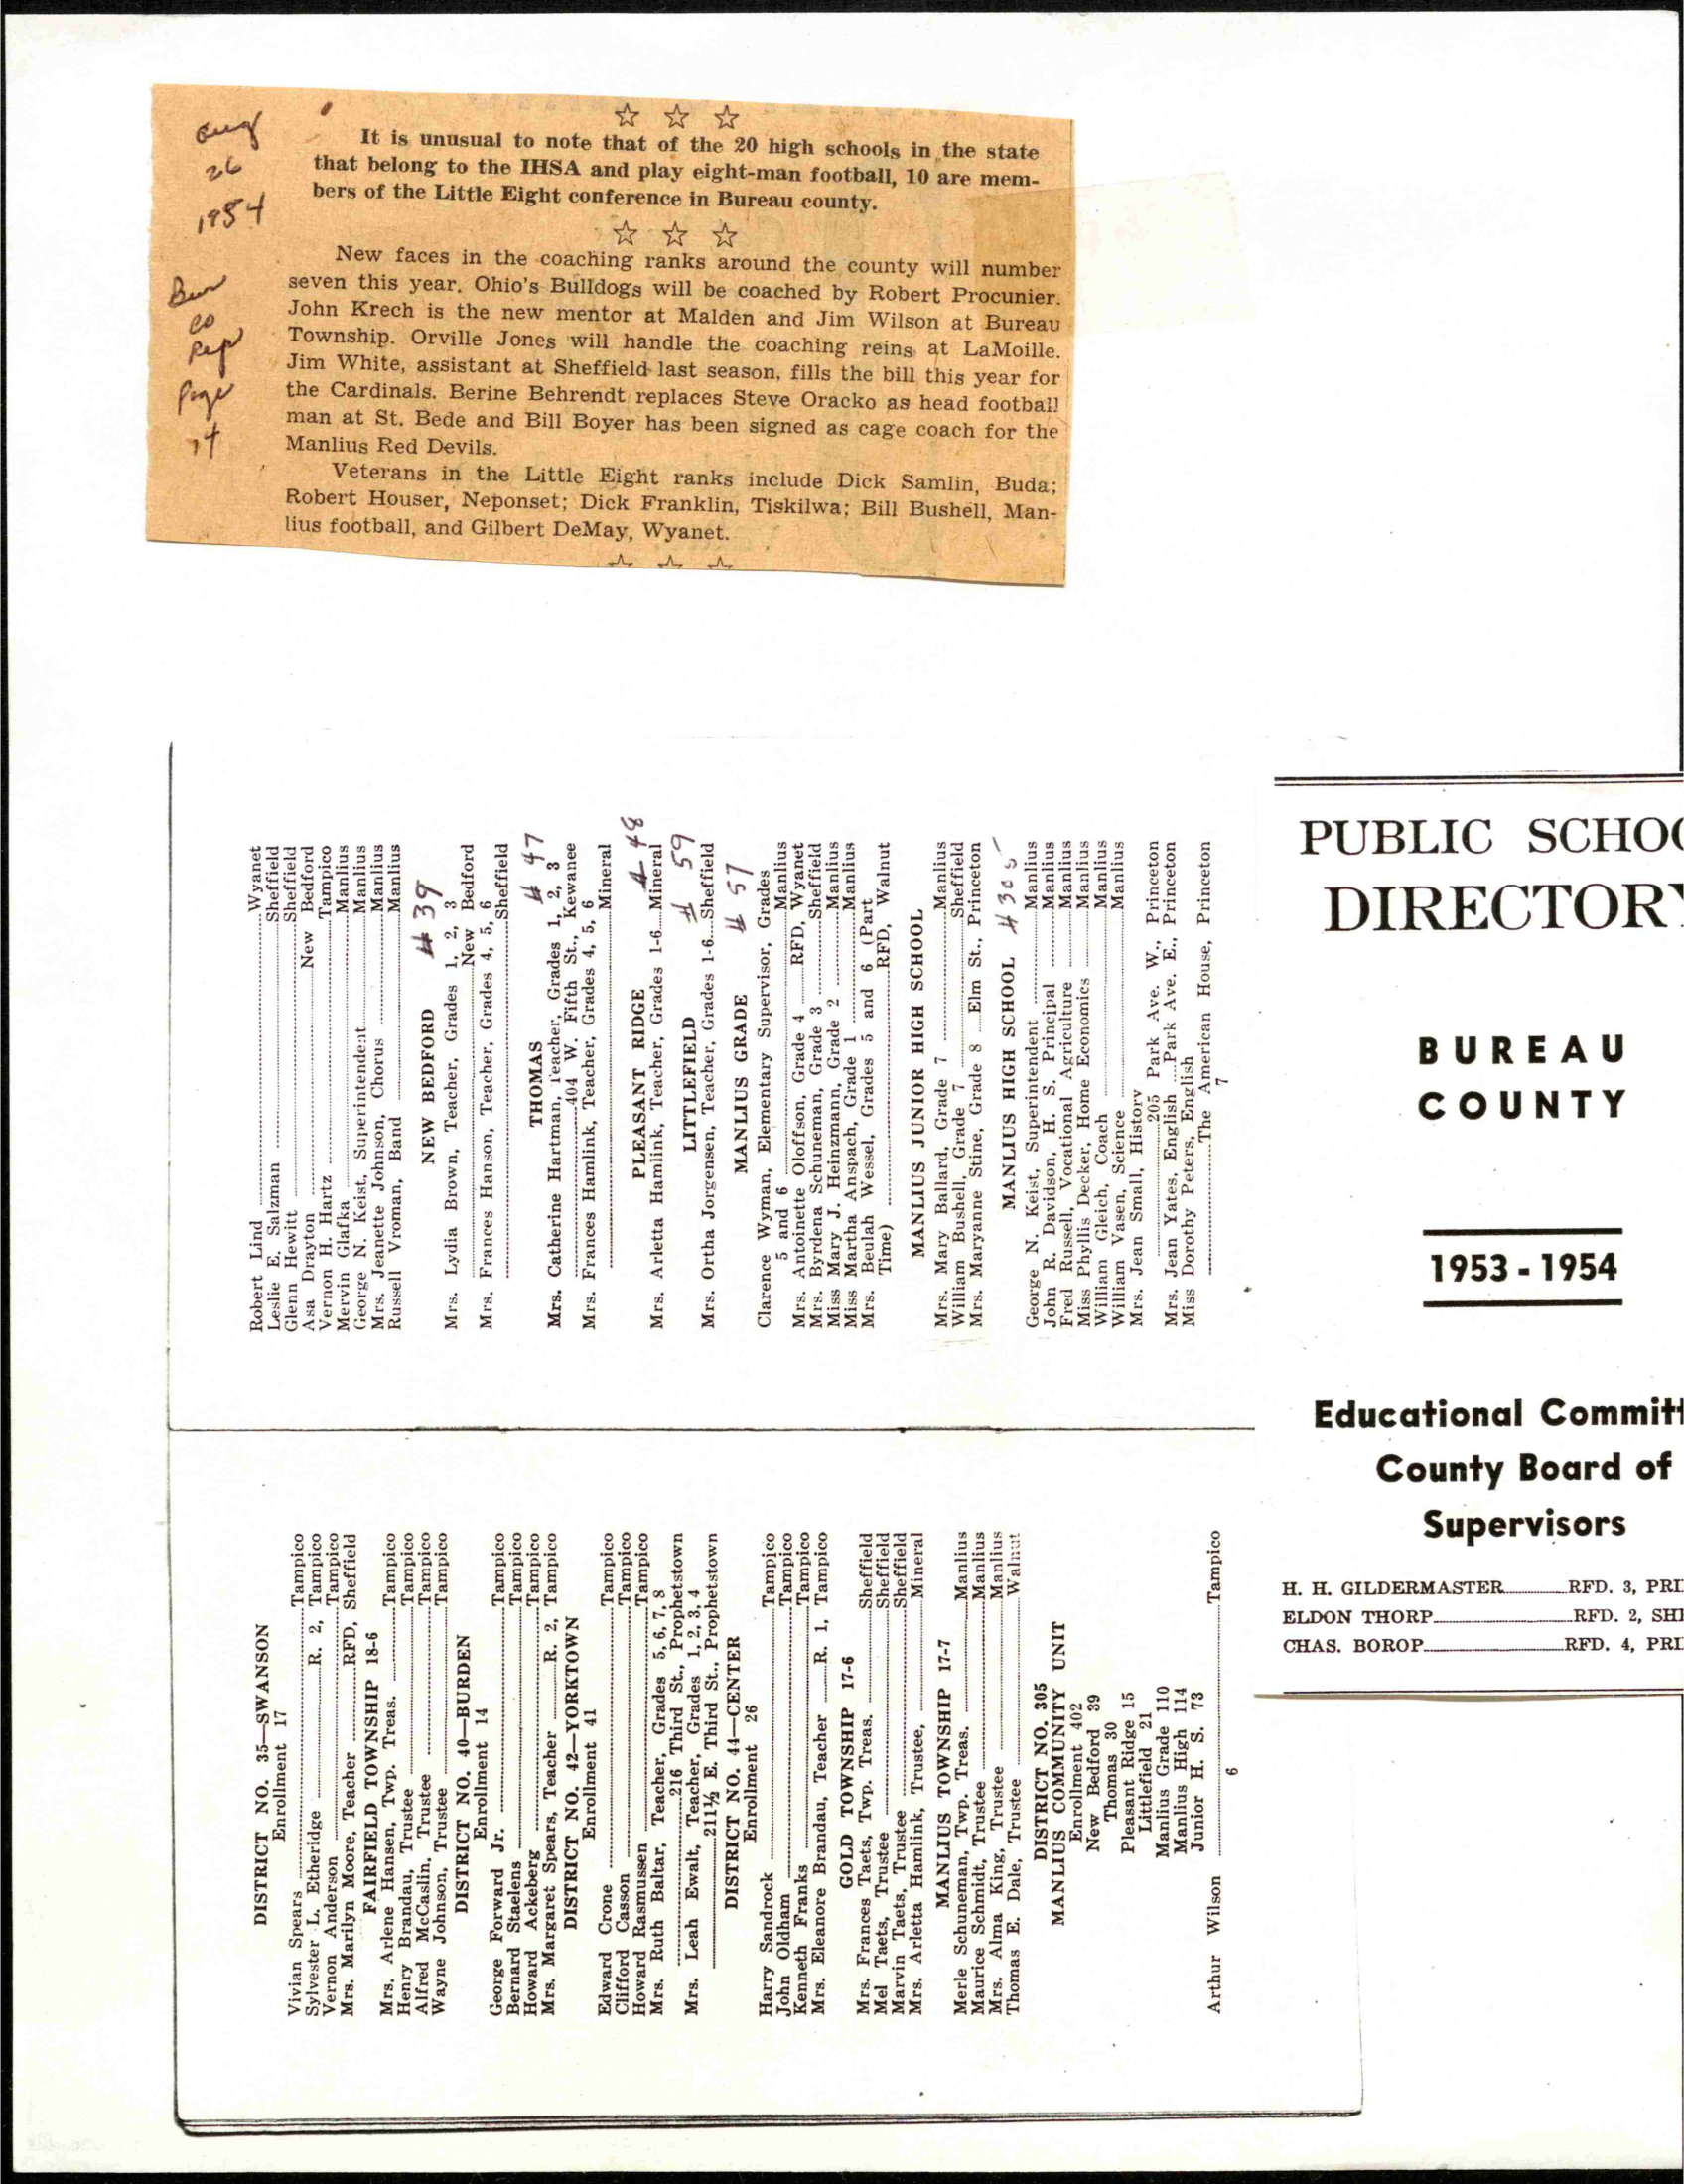 ☆ ☆ ☆
It is unusual to note that of the 20 high schools in the state
that belong to the IHSA and play eight-man football, 10 are mem-
bers of the Little Eight conference in Bureau county.
☆ ☆ ☆
New faces in the coaching ranks around the county will number
seven this year. Ohio's Bulldogs will be coached by Robert Procunier.
John Krech is the new mentor at Malden and Jim Wilson at Bureau
Township. Orville Jones will handle the coaching reins at LaMoille.
Jim White, assistant at Sheffield last season, fills the bill this year for
the Cardinals. Berine Behrendt replaces Steve Oracko as head football
man at St. Bede and Bill Boyer has been signed as cage coach for the
Manlius Red Devils.
Veterans in the Little Eight ranks include Dick Samlin, Buda;
Robert Houser, Neponset; Dick Franklin, Tiskilwa; Bill Bushell, Man-
lius football, and Gilbert DeMay, Wyanet.
Aug
26
1954
Bur
co
Rep
Page
14
DISTRICT NO. 35—SWANSON
Enrollment 17
Vivian Spears Tampico
Sylvester L. Etheridge R. 2, Tampico
Vernon Anderson Tampico
Mrs. Marilyn Moore, Teacher RFD, Sheffield
FAIRFIELD TOWNSHIP 18-6
Mrs. Arlene Hansen, Twp. Treas. Tampico
Henry Brandau, Trustee Tampico
Alfred McCaslin, Trustee Tampico
Wayne Johnson, Trustee Tampico
DISTRICT NO. 40—BURDEN
Enrollment 14
George Forward Jr. Tampico
Bernard Staelens Tampico
Howard Ackeberg Tampico
Mrs. Margaret Spears, Teacher R. 2, Tampico
DISTRICT NO. 42—YORKTOWN
Enrollment 41
Edward Crone Tampico
Clifford Casson Tampico
Howard Rasmussen Tampico
Mrs. Ruth Baltar, Teacher, Grades 5, 6, 7, 8
216 Third St., Prophetstown
Mrs. Leah Ewalt, Teacher, Grades 1, 2, 3, 4
211½ E. Third St., Prophetstown
DISTRICT NO. 44—CENTER
Enrollment 26
Harry Sandrock Tampico
John Oldham Tampico
Kenneth Franks Tampico
Mrs. Eleanore Brandau, Teacher R. 1, Tampico
GOLD TOWNSHIP 17-6
Mrs. Frances Taets, Twp. Treas. Sheffield
Mel Taets, Trustee Sheffield
Marvin Taets, Trustee Sheffield
Mrs. Arletta Hamlink, Trustee, Mineral
MANLIUS TOWNSHIP 17-7
Merle Schuneman, Twp. Treas. Manlius
Maurice Schmidt, Trustee Manlius
Mrs. Alma King, Trustee Manlius
Thomas E. Dale, Trustee Walnut
DISTRICT NO. 305
MANLIUS COMMUNITY UNIT
Enrollment 402
New Bedford 39
Thomas 30
Pleasant Ridge 15
Littlefield 21
Manlius Grade 110
Manlius High 114
Junior H. S. 73
Arthur Wilson Tampico
6
Robert Lind Wyanet
Leslie E. Salzman Sheffield
Glenn Hewitt Sheffield
Asa Drayton New Bedford
Vernon H. Hartz Tampico
Mervin Glafka Manlius
George N. Keist, Superintendent Manlius
Mrs. Jeanette Johnson, Chorus Manlius
Russell Vroman, Band Manlius
NEW BEDFORD # 39
Mrs. Lydia Brown, Teacher, Grades 1, 2, 3
New Bedford
Mrs. Frances Hanson, Teacher, Grades 4, 5, 6
Sheffield
THOMAS # 47
Mrs. Catherine Hartman, Teacher, Grades 1, 2, 3
404 W. Fifth St., Kewanee
Mrs. Frances Hamlink, Teacher, Grades 4, 5, 6
Mineral
PLEASANT RIDGE # 48
Mrs. Arletta Hamlink, Teacher, Grades 1-6 Mineral
LITTLEFIELD # 59
Mrs. Ortha Jorgensen, Teacher, Grades 1-6 Sheffield
MANLIUS GRADE # 57
Clarence Wyman, Elementary Supervisor, Grades
5 and 6 Manlius
Mrs. Antoinette Oloffson, Grade 4 RFD, Wyanet
Mrs. Byrdena Schuneman, Grade 3 Sheffield
Miss Mary J. Heinzmann, Grade 2 Manlius
Miss Martha Anspach, Grade 1 Manlius
Mrs. Beulah Wessel, Grades 5 and 6 (Part
Time) RFD, Walnut
MANLIUS JUNIOR HIGH SCHOOL
Mrs. Mary Ballard, Grade 7 Manlius
William Bushell, Grade 7 Sheffield
Mrs. Maryanne Stine, Grade 8 Elm St., Princeton
MANLIUS HIGH SCHOOL #305
George N. Keist, Superintendent Manlius
John R. Davidson, H. S. Principal Manlius
Fred Russell, Vocational Agriculture Manlius
Miss Phyllis Decker, Home Economics Manlius
William Gleich, Coach Manlius
William Vasen, Science Manlius
Mrs. Jean Small, History
205 Park Ave. W., Princeton
Mrs. Jean Yates, English Park Ave. E., Princeton
Miss Dorothy Peters, English
The American House, Princeton
7
PUBLIC SCHOO
DIRECTORY
BUREAU
COUNTY
1953 - 1954
Educational Committ
County Board of
Supervisors
H. H. GILDERMASTER RFD. 3, PRI
ELDON THORP RFD. 2, SHE
CHAS. BOROP RFD. 4, PRI